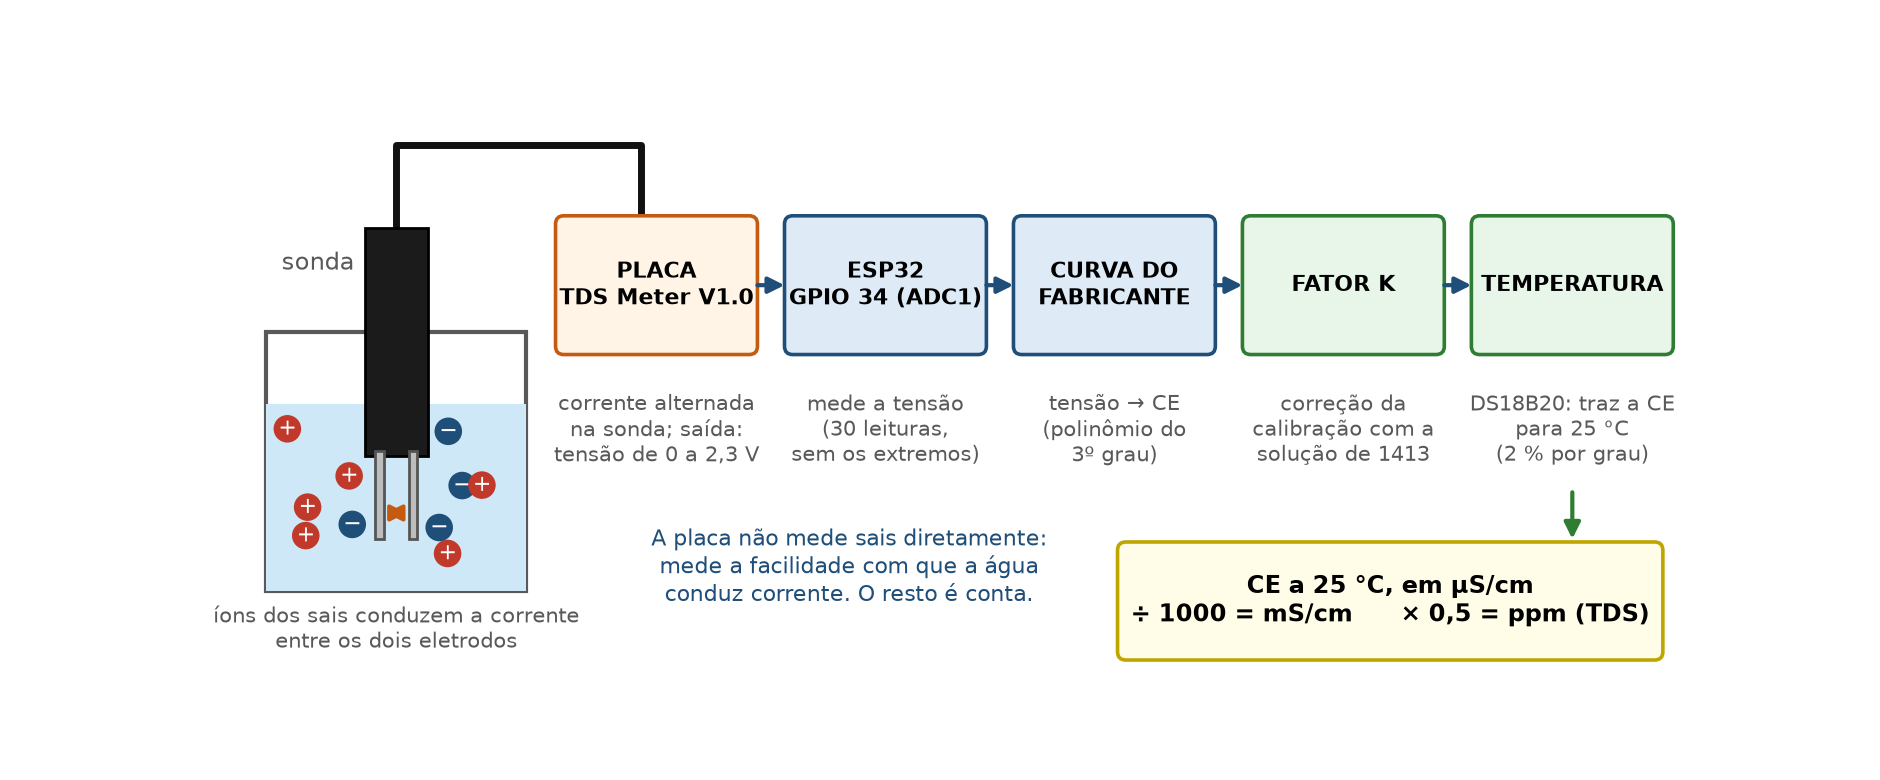 sonda
PLACA
TDS Meter V1.0
ESP32
GPIO 34 (ADC1)
CURVA DO
FABRICANTE
FATOR K
TEMPERATURA
corrente alternada
na sonda; saída:
tensão de 0 a 2,3 V
mede a tensão
(30 leituras,
sem os extremos)
tensão → CE
(polinômio do
3º grau)
correção da
calibração com a
solução de 1413
DS18B20: traz a CE
para 25 °C
(2 % por grau)
+
−
+
−
+
+
−
+
−
+
A placa não mede sais diretamente:
mede a facilidade com que a água
conduz corrente. O resto é conta.
CE a 25 °C, em µS/cm
÷ 1000 = mS/cm × 0,5 = ppm (TDS)
íons dos sais conduzem a corrente
entre os dois eletrodos